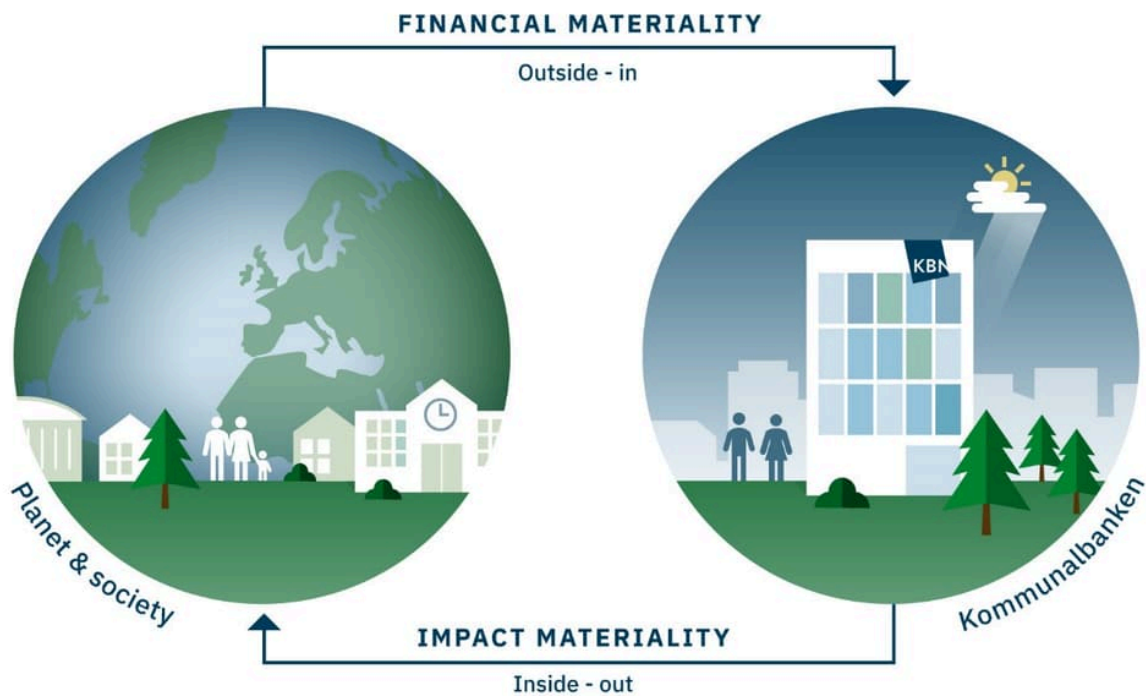 FINANCIAL MATERIALITY
Outside - in
KBN
Planet & society
Kommunalbanken
IMPACT MATERIALITY
Inside - out